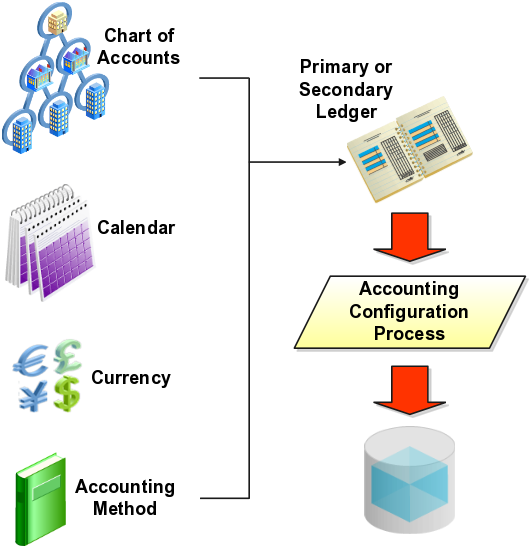 Chart of
Accounts
Primary or
Secondary
Ledger
Calendar
Accounting
Configuration
Process
Currency
Accounting
Method